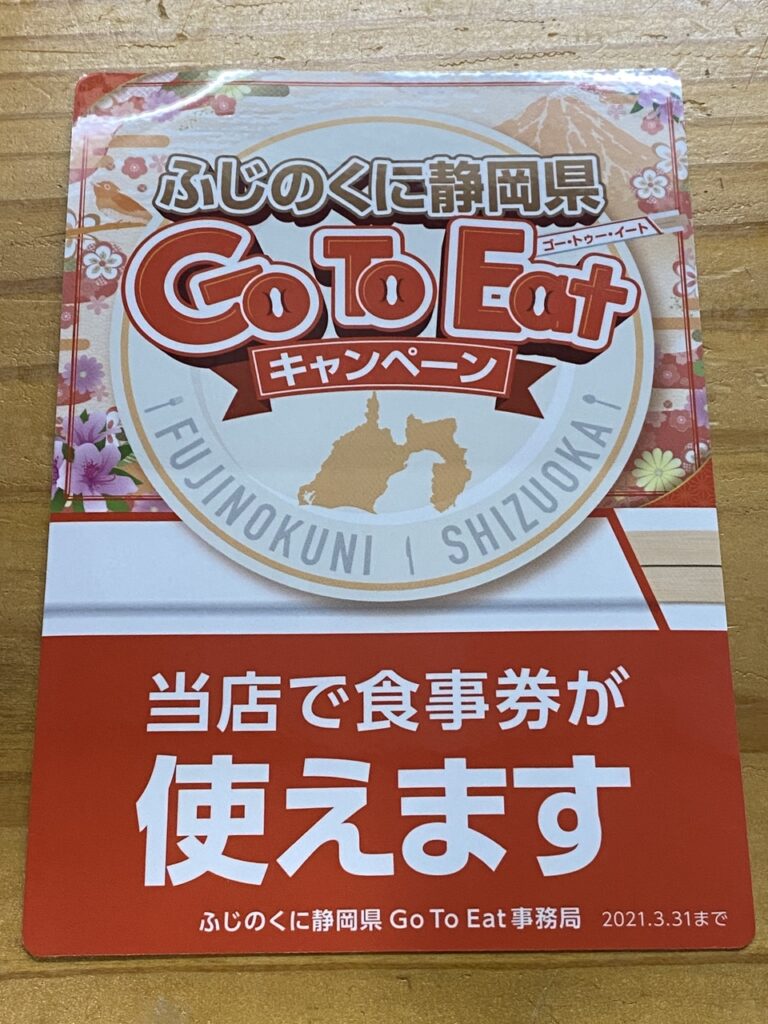 ふじのくに静岡県
Go To Eat
ゴー・トゥー・イート
キャンペーン
FUJINOKUNI
SHIZUOKA
当店で食事券が
使えます
ふじのくに静岡県 Go To Eat 事務局 2021.3.31まで